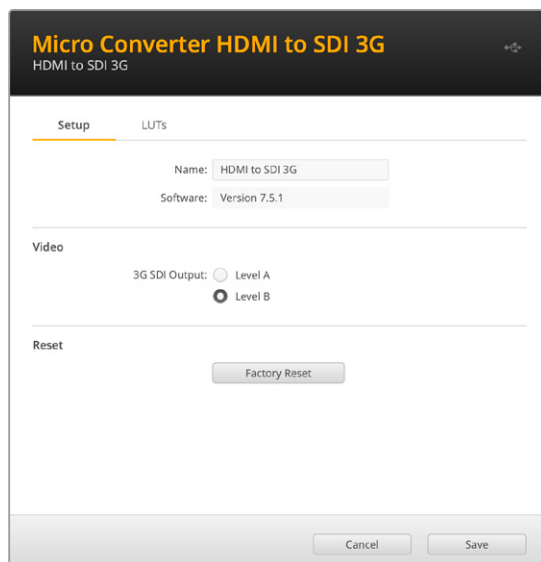 Micro Converter HDMI to SDI 3G
HDMI to SDI 3G
Setup LUTs
Name: HDMI to SDI 3G
Software: Version 7.5.1
Video
3G SDI Output: Level A
Level B
Reset
Factory Reset
Cancel Save